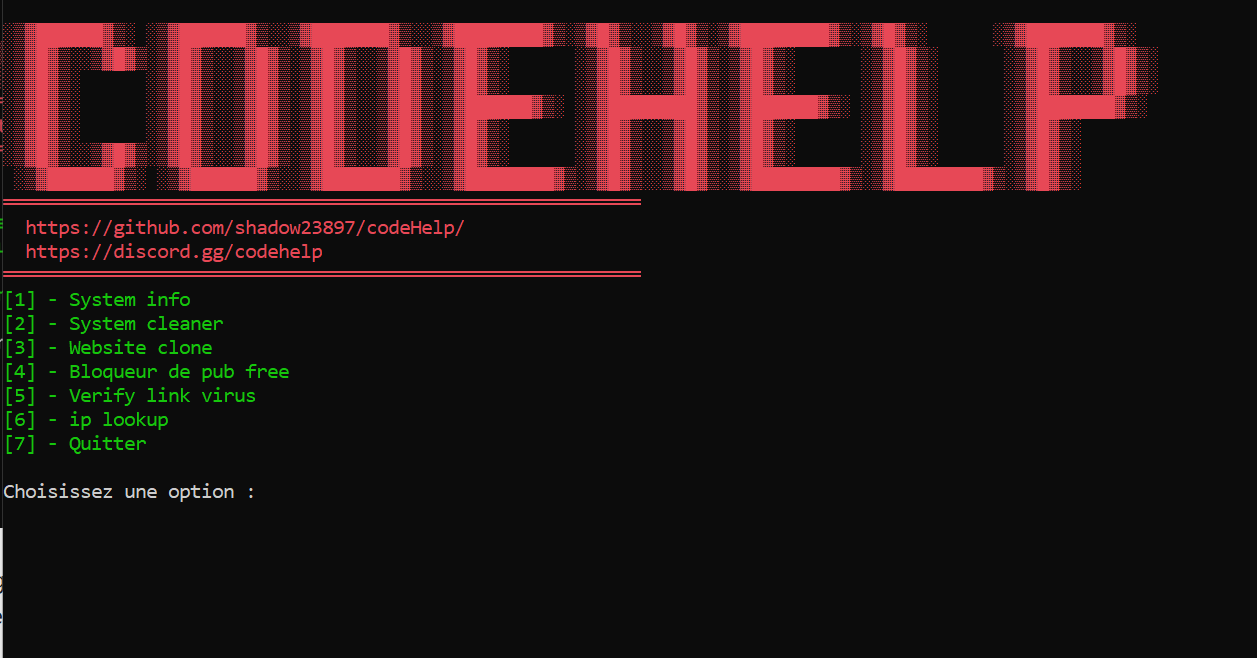 CODEHELP
https://github.com/shadow23897/codeHelp/
https://discord.gg/codehelp
[1] - System info
[2] - System cleaner
[3] - Website clone
[4] - Bloqueur de pub free
[5] - Verify link virus
[6] - ip lookup
[7] - Quitter
Choisissez une option :